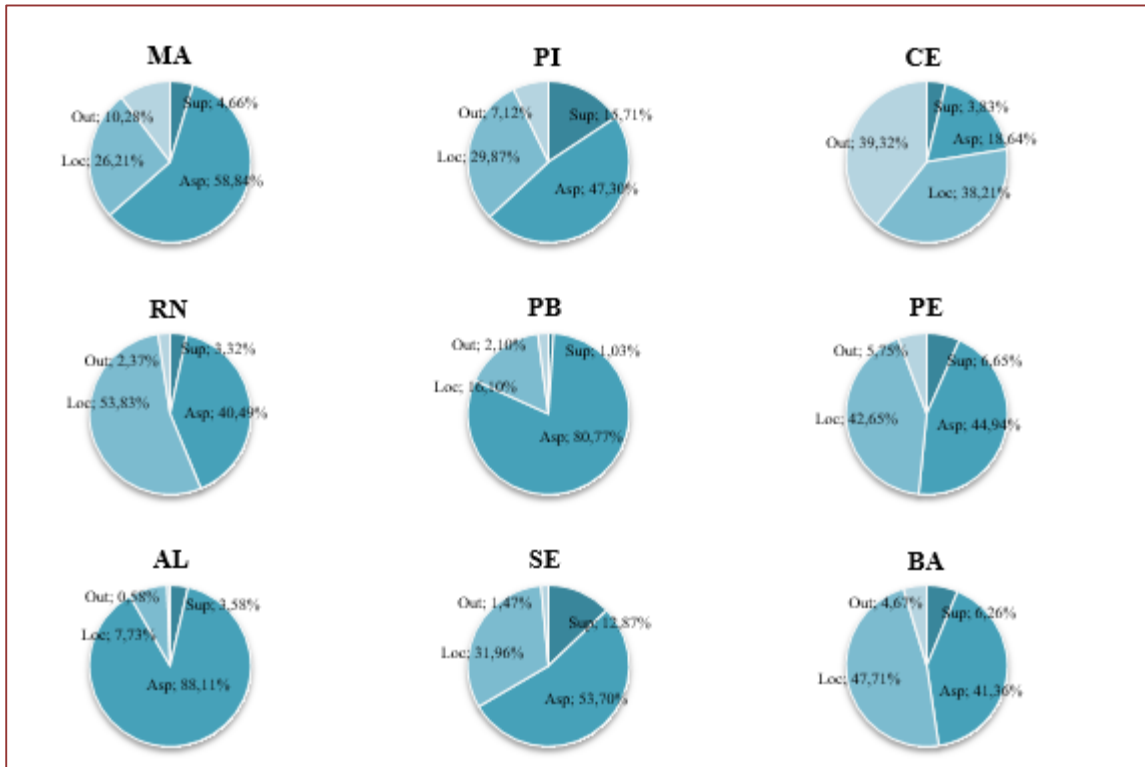 MA
PI
CE
Sup; 4,66%
Out; 10,28%
Loc; 26,21%
Asp; 58,84%
Out; 7,12%
Sup; 15,71%
Loc; 29,87%
Asp; 47,30%
Sup; 3,83%
Out; 39,32%
Asp; 18,64%
Loc; 38,21%
RN
PB
PE
Sup; 3,32%
Out; 2,37%
Loc; 53,83%
Asp; 40,49%
Out; 2,10%
Sup; 1,03%
Loc; 16,10%
Asp; 80,77%
Out; 5,75%
Sup; 6,65%
Loc; 42,65%
Asp; 44,94%
AL
SE
BA
Out; 0,58%
Sup; 3,58%
Loc; 7,73%
Asp; 88,11%
Out; 1,47%
Sup; 12,87%
Loc; 31,96%
Asp; 53,70%
Out; 4,67%
Sup; 6,26%
Loc; 47,71%
Asp; 41,36%